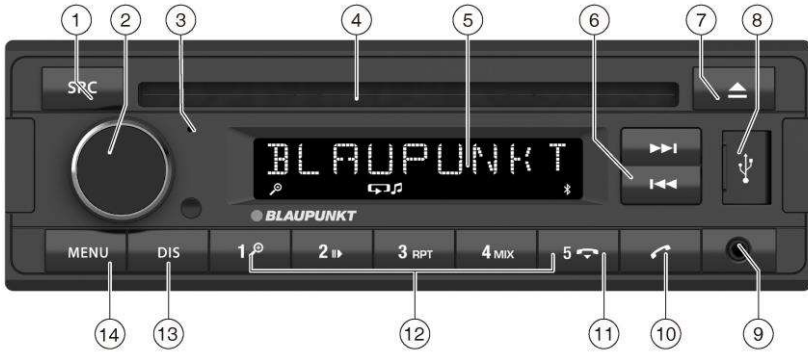 1 2 3 4 5 6 7 8
SRC
BLAUPUNKT
BLAUPUNKT
MENU DIS 1 2 3 RPT 4 MIX 5
14 13 12 11 10 9